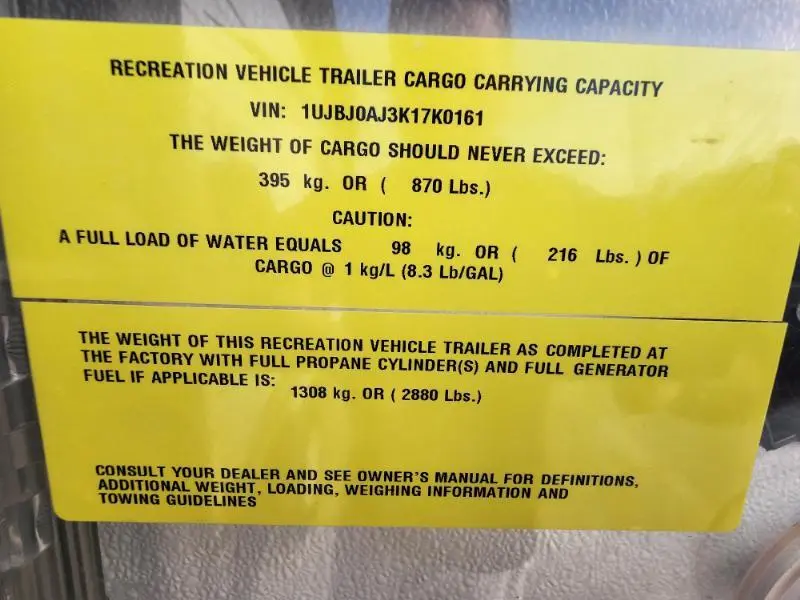 RECREATION VEHICLE TRAILER CARGO CARRYING CAPACITY
VIN: 1UJBJ0AJ3K17K0161
THE WEIGHT OF CARGO SHOULD NEVER EXCEED:
395 kg. OR ( 870 Lbs.)
CAUTION:
A FULL LOAD OF WATER EQUALS 98 kg. OR ( 216 Lbs. ) OF
CARGO @ 1 kg/L (8.3 Lb/GAL)
THE WEIGHT OF THIS RECREATION VEHICLE TRAILER AS COMPLETED AT
THE FACTORY WITH FULL PROPANE CYLINDER(S) AND FULL GENERATOR
FUEL IF APPLICABLE IS:
1308 kg. OR ( 2880 Lbs.)
CONSULT YOUR DEALER AND SEE OWNER'S MANUAL FOR DEFINITIONS,
ADDITIONAL WEIGHT, LOADING, WEIGHING INFORMATION AND
TOWING GUIDELINES